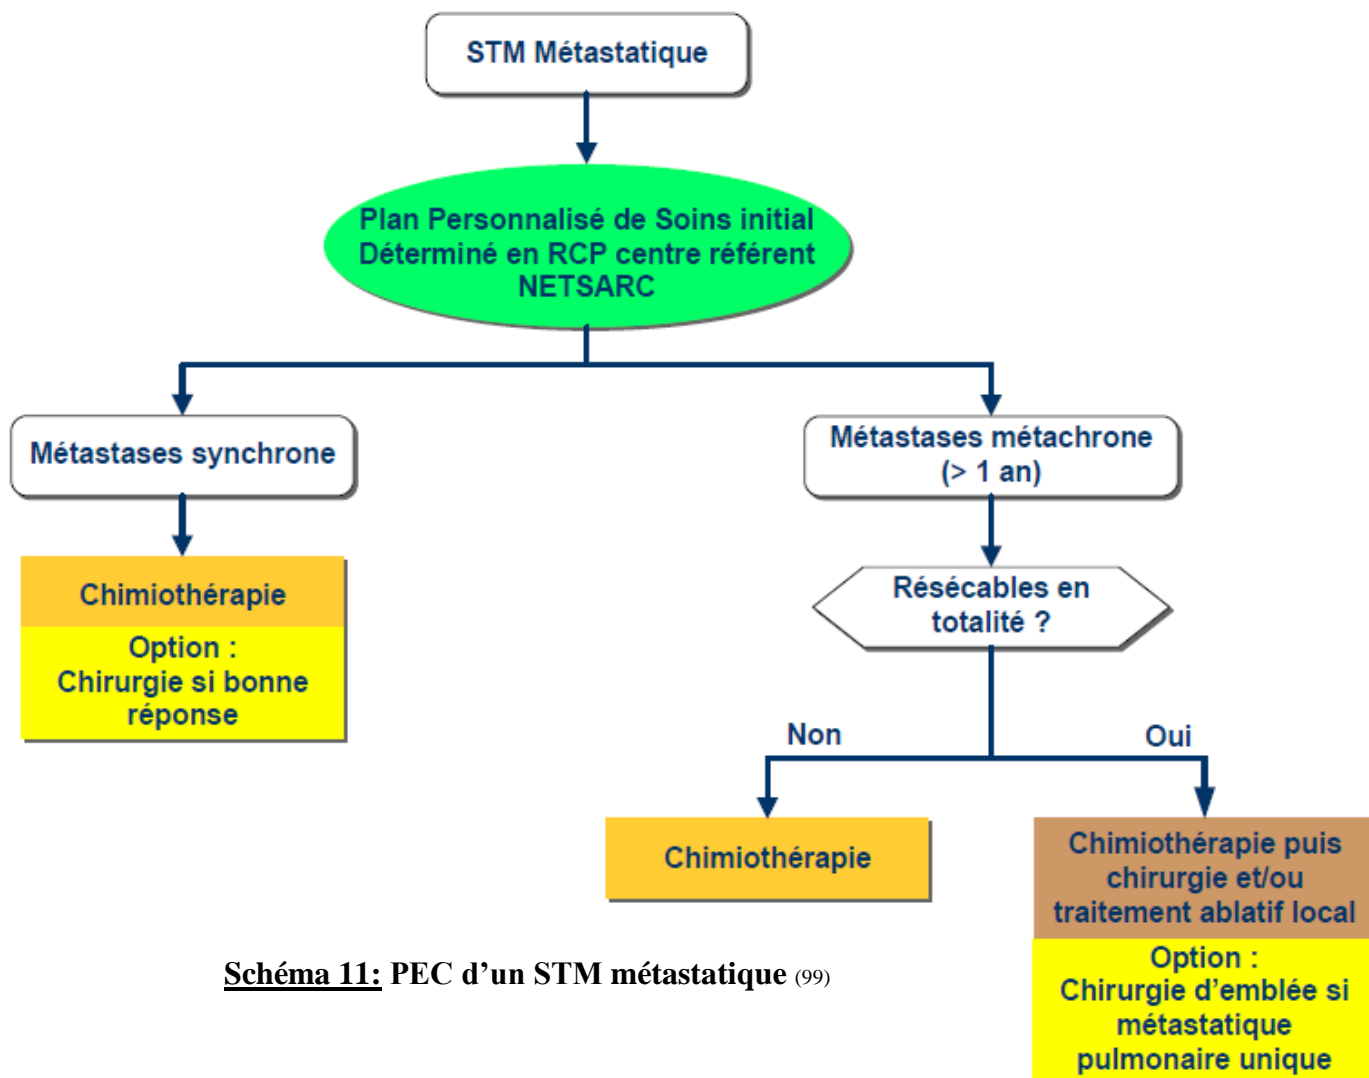 STM Métastatique
Plan Personnalisé de Soins initial
Déterminé en RCP centre référent
NETSARC
Métastases synchrone
Métastases métachrone
(> 1 an)
Chimiothérapie
Option :
Chirurgie si bonne
réponse
Résécables en
totalité ?
Non
Oui
Chimiothérapie
Chimiothérapie puis
chirurgie et/ou
traitement ablatif local
Option :
Chirurgie d'emblée si
métastatique
pulmonaire unique
Schéma 11: PEC d'un STM métastatique (99)